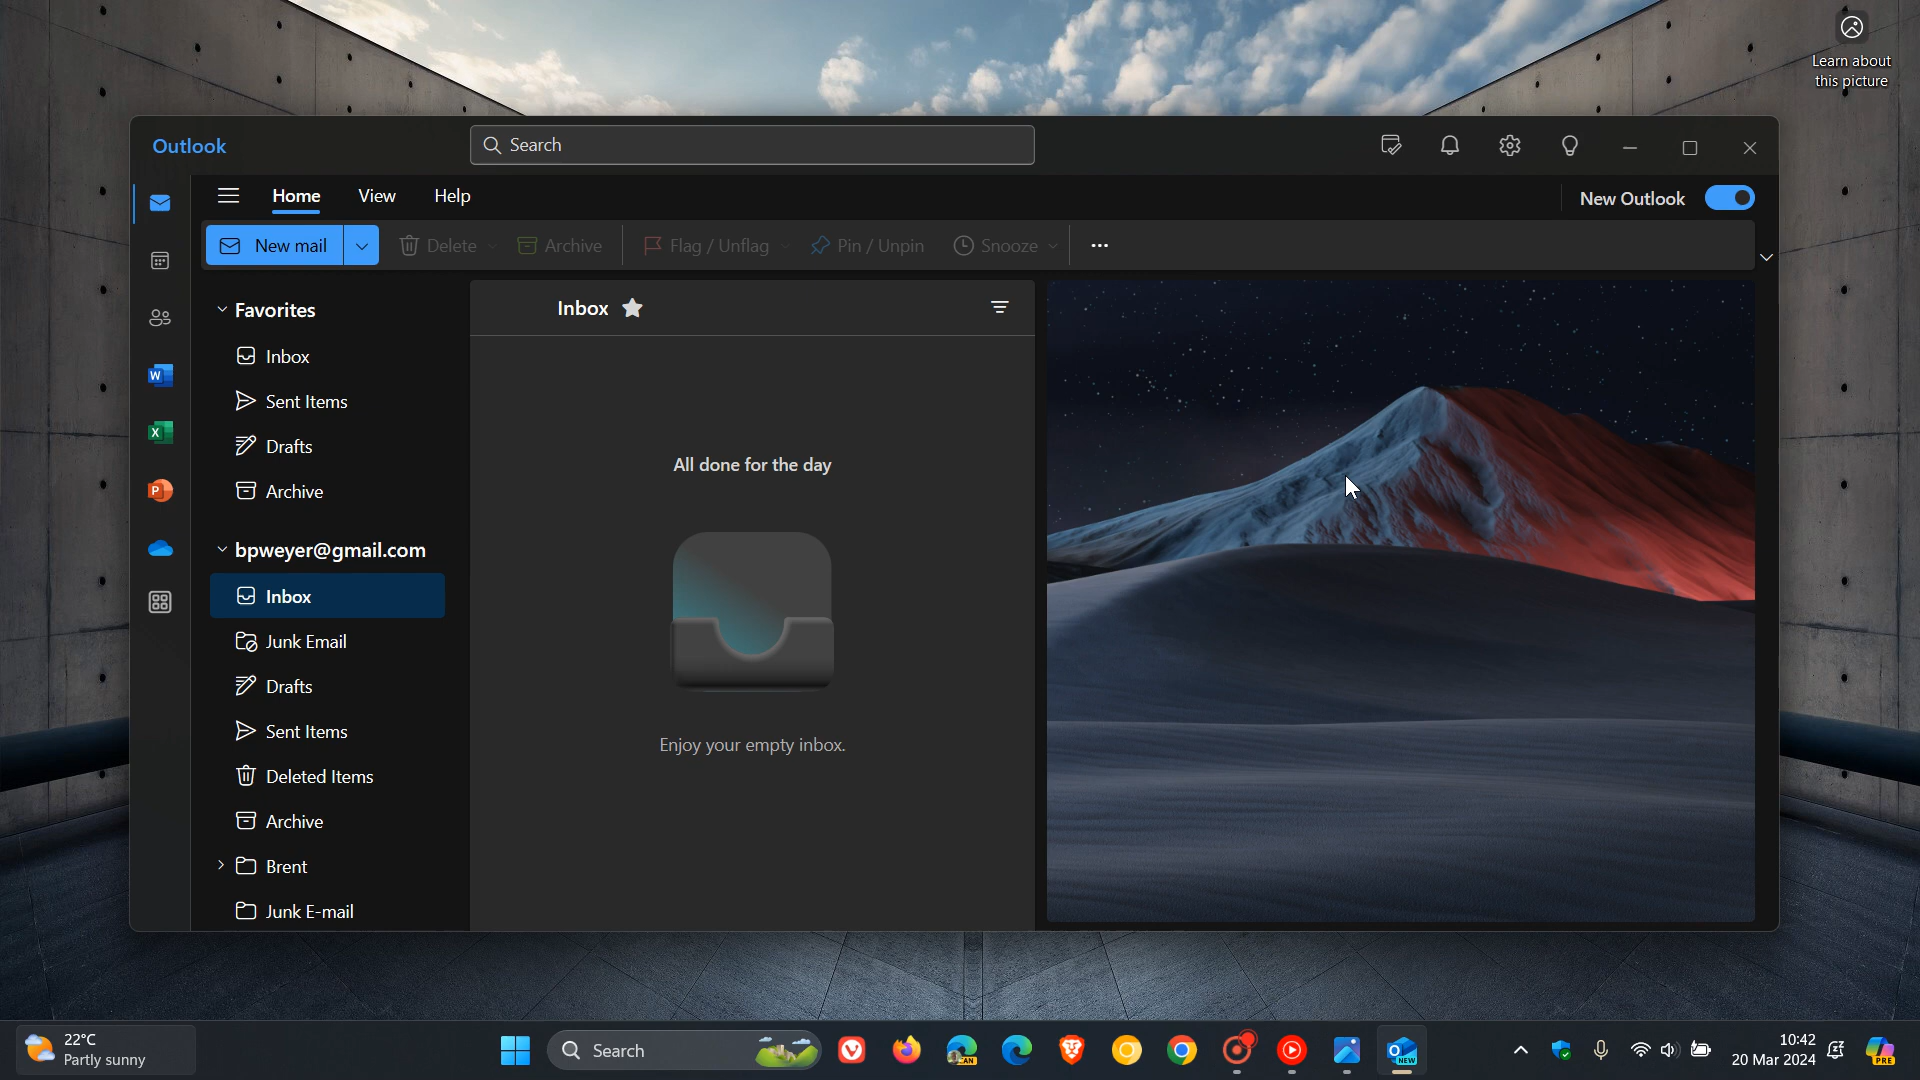 Learn about
this picture
Outlook
Search
Home
View
Help
New Outlook
New mail
Delete
Archive
Flag / Unflag
Pin / Unpin
Snooze
Favorites
Inbox
Sent Items
Drafts
Archive
bpweyer@gmail.com
Inbox
Junk Email
Drafts
Sent Items
Deleted Items
Archive
Brent
Junk E-mail
Inbox
All done for the day
Enjoy your empty inbox.
W
X
P
22°C
Partly sunny
Search
CAN
NEW
10:42
20 Mar 2024
PRE